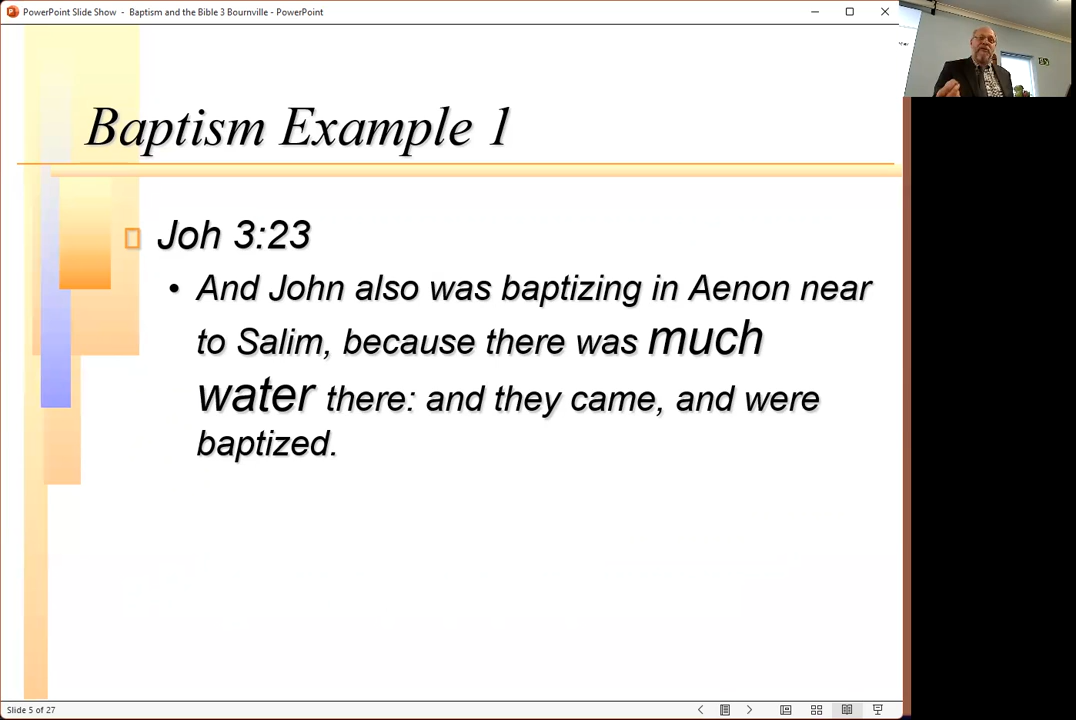 PowerPoint Slide Show - Baptism and the Bible 3 Bournville - PowerPoint
Baptism Example 1
Joh 3:23
• And John also was baptizing in Aenon near
to Salim, because there was much
water there: and they came, and were
baptized.
Slide 5 of 27